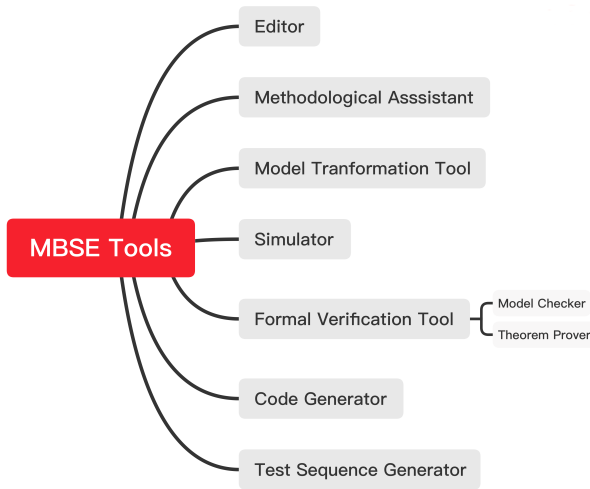 Editor
Methodological Asssistant
Model Tranformation Tool
MBSE Tools
Simulator
Formal Verification Tool
Model Checker
Theorem Prover
Code Generator
Test Sequence Generator